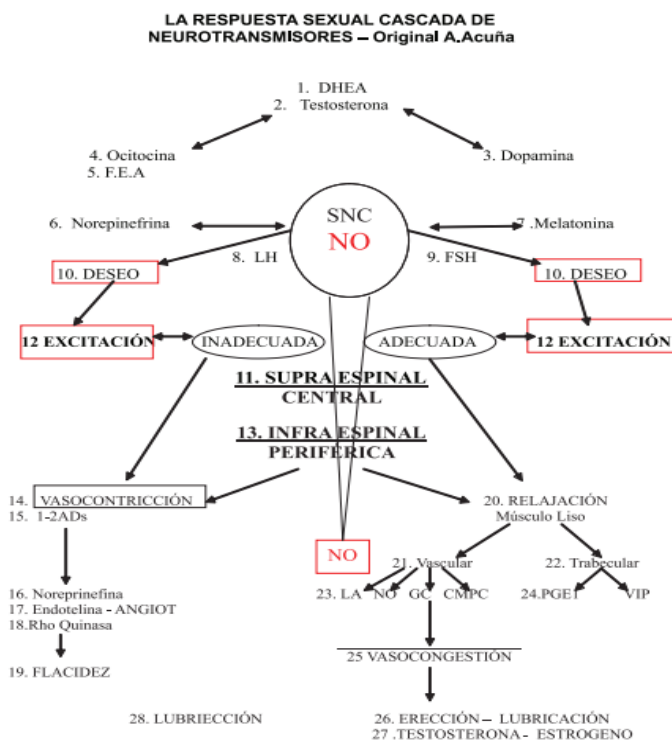 LA RESPUESTA SEXUAL CASCADA DE
NEUROTRANSMISORES – Original A.Acuña
1. DHEA
2. Testosterona
4. Ocitocina
5. F.E.A
3. Dopamina
6. Norepinefrina
SNC
NO
7 .Melatonina
8. LH
9. FSH
10. DESEO
10. DESEO
12 EXCITACIÓN
INADECUADA
ADECUADA
12 EXCITACIÓN
11. SUPRA ESPINAL
CENTRAL
13. INFRA ESPINAL
PERIFÉRICA
14. VASOCONTRICCIÓN
15. 1-2ADs
20. RELAJACIÓN
Músculo Liso
NO
21. Vascular
22. Trabecular
23. LA NO GC CMPC
24.PGE1 VIP
16. Noreprinefina
17. Endotelina - ANGIOT
18.Rho Quinasa
19. FLACIDEZ
25 VASOCONGESTIÓN
28. LUBRIECCIÓN
26. ERECCIÓN – LUBRICACIÓN
27 .TESTOSTERONA- ESTROGENO